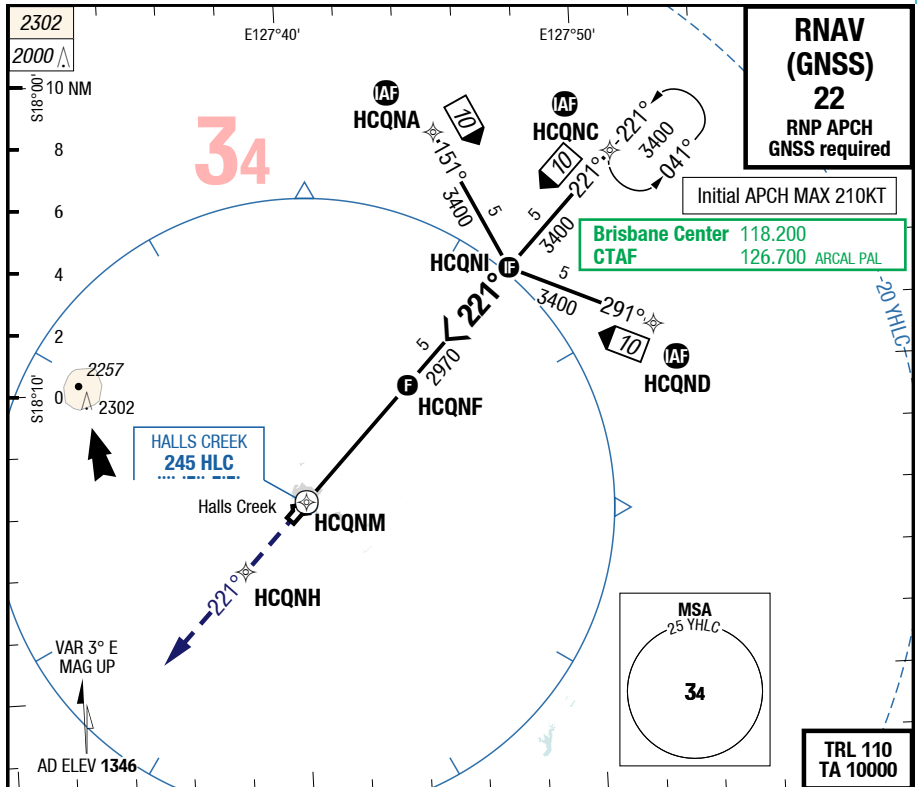 2302
2000
E127°40'
E127°50'
RNAV
(GNSS)
22
RNP APCH
GNSS required
S18°00'
10 NM
8
6
4
2
0
S18°10'
34
IAF
HCQNA
10
151°
3400
5
IAF
HCQNC
10
221°
221°
3400
041°
5
3400
Initial APCH MAX 210KT
Brisbane Center 118.200
CTAF 126.700 ARCAL PAL
20 YHLC
HCQNI
IF
5
3400
291°
10
IAF
HCQND
221°
5
2970
F
HCQNF
2257
2302
HALLS CREEK
245 HLC
Halls Creek
HCQNM
221°
HCQNH
VAR 3° E
MAG UP
AD ELEV 1346
MSA
25 YHLC
34
TRL 110
TA 10000